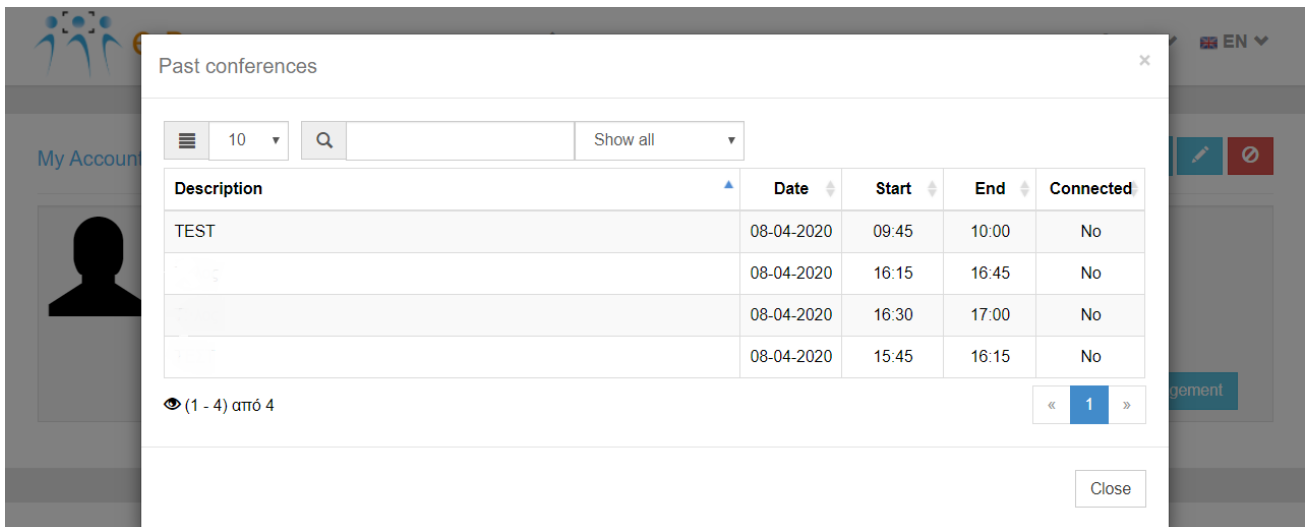 EN
Past conferences
×
My Account
10
Show all
Description Date Start End Connected
TEST 08-04-2020 09:45 10:00 No
08-04-2020 16:15 16:45 No
08-04-2020 16:30 17:00 No
08-04-2020 15:45 16:15 No
(1 - 4) από 4
« 1 »
gement
Close